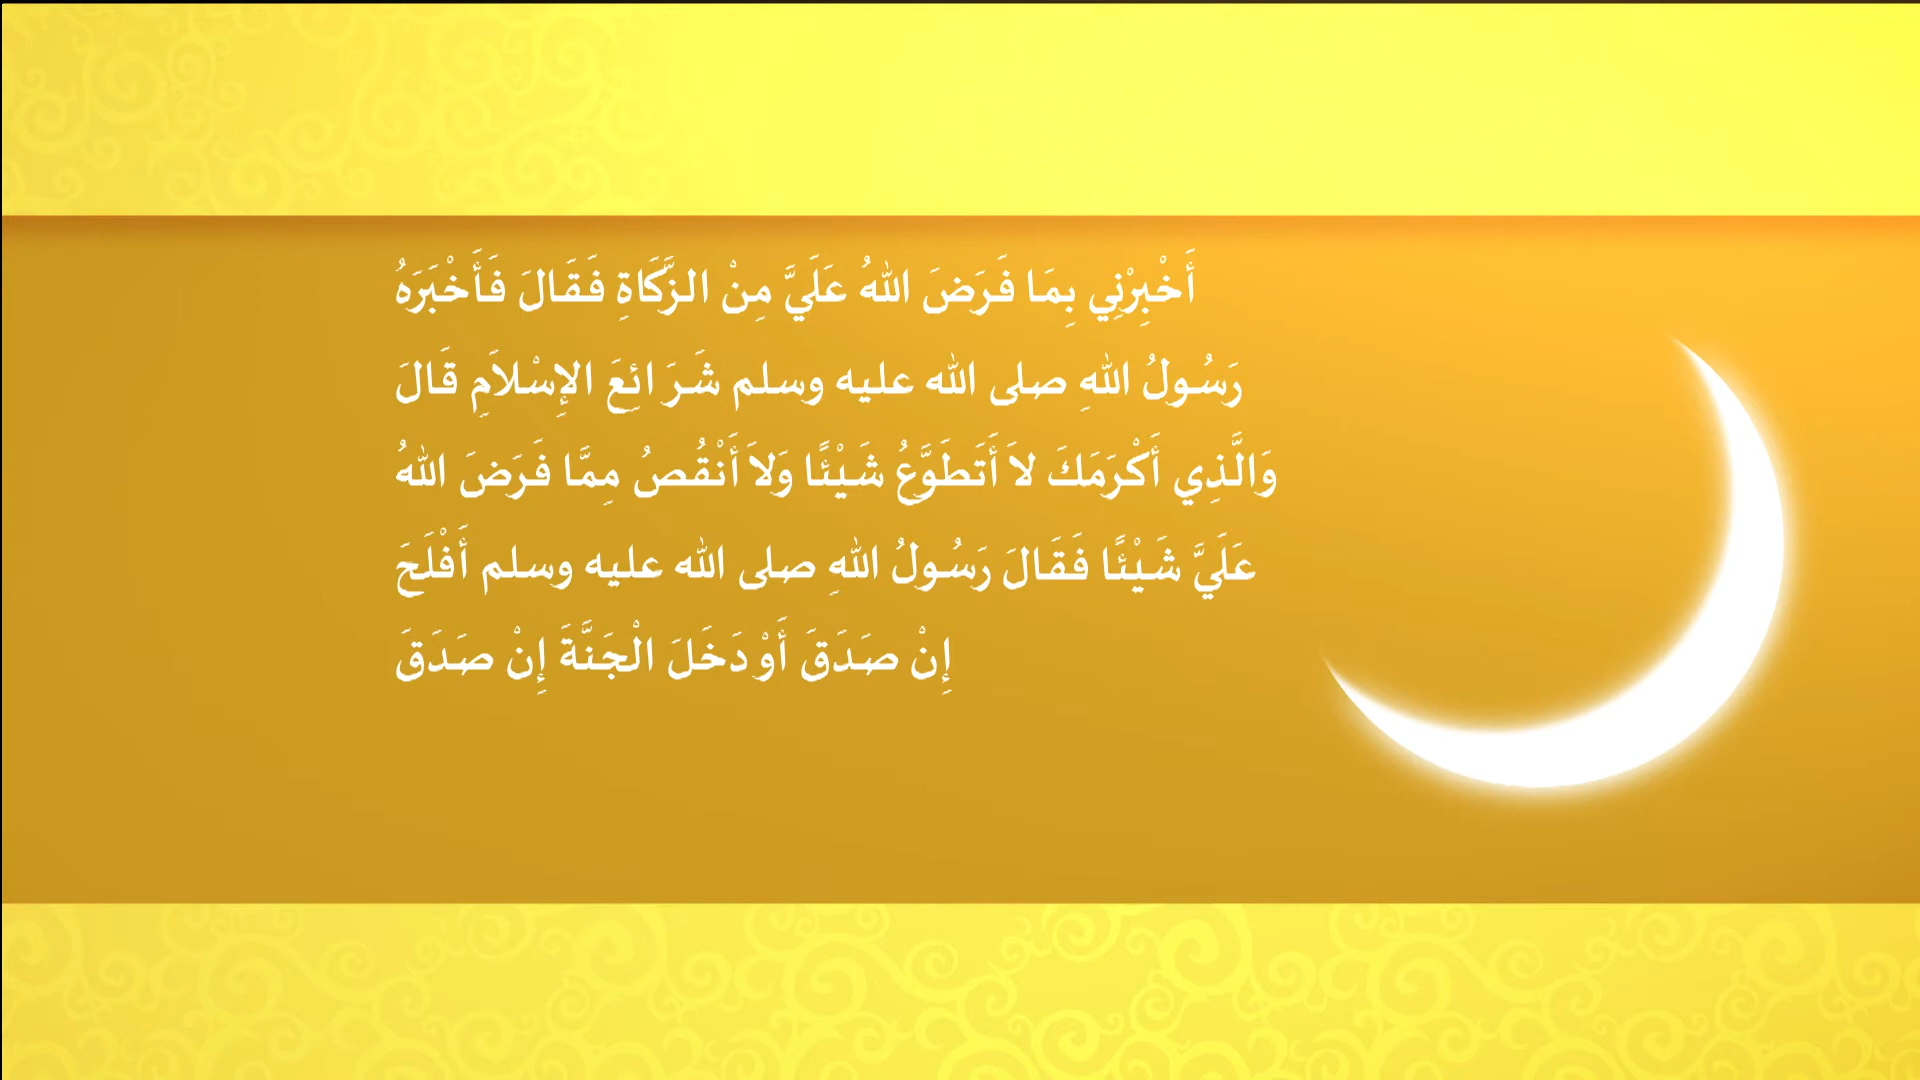 أَخْبِرْنِي بِمَا فَرَضَ اللهُ عَلَيَّ مِنْ الزَّكَاةِ فَقَالَ فَأَخْبَرَهُ
رَسُولُ اللهِ صلى الله عليه وسلم شَرَائِعَ الإِسْلاَمِ قَالَ
وَالَّذِي أَكْرَمَكَ لاَ أَتَطَوَّعُ شَيْئًا وَلاَ أَنْقُصُ مِمَّا فَرَضَ اللهُ
عَلَيَّ شَيْئًا فَقَالَ رَسُولُ اللهِ صلى الله عليه وسلم أَفْلَحَ
إِنْ صَدَقَ أَوْ دَخَلَ الْجَنَّةَ إِنْ صَدَقَ